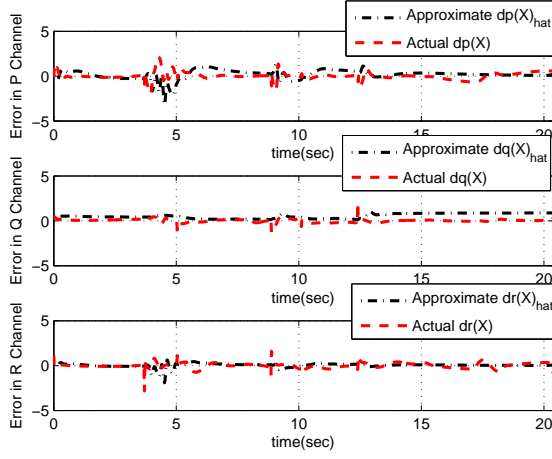 Approximate dp(X)hat
Actual dp(X)
Error in P Channel
5
0
−5
0 5 10 15 20
time(sec)
Approximate dq(X)hat
Actual dq(X)
Error in Q Channel
5
0
−5
0 5 10 15 20
time(sec)
Approximate dr(X)hat
Actual dr(X)
Error in R Channel
5
0
−5
0 5 10 15 20
time(sec)